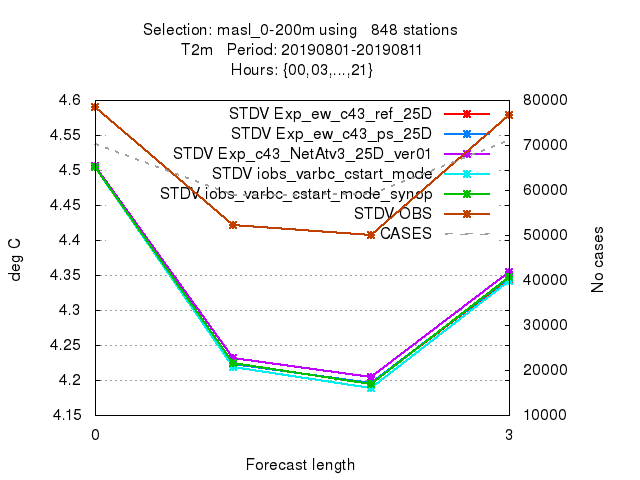 Selection: masl_0-200m using 848 stations
T2m Period: 20190801-20190811
Hours: {00,03,...,21}
4.6
4.55
4.5
4.45
4.4
4.35
4.3
4.25
4.2
4.15
deg C
STDV Exp_ew_c43_ref_25D
STDV Exp_ew_c43_ps_25D
STDV Exp_c43_NetAtv3_25D_ver01
STDV iobs_varbc_cstart_mode
STDV iobs_varbc_cstart_mode_synop
STDV OBS
CASES
80000
70000
60000
50000
40000
30000
20000
10000
No cases
0
3
Forecast length